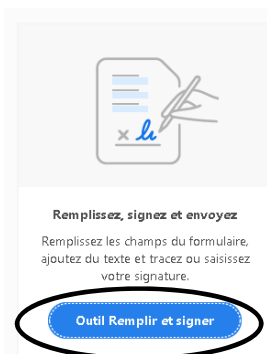 Remplissez, signez et envoyez
Remplissez les champs du formulaire,
ajoutez du texte et tracez ou saisissez
votre signature.
Outil Remplir et signer